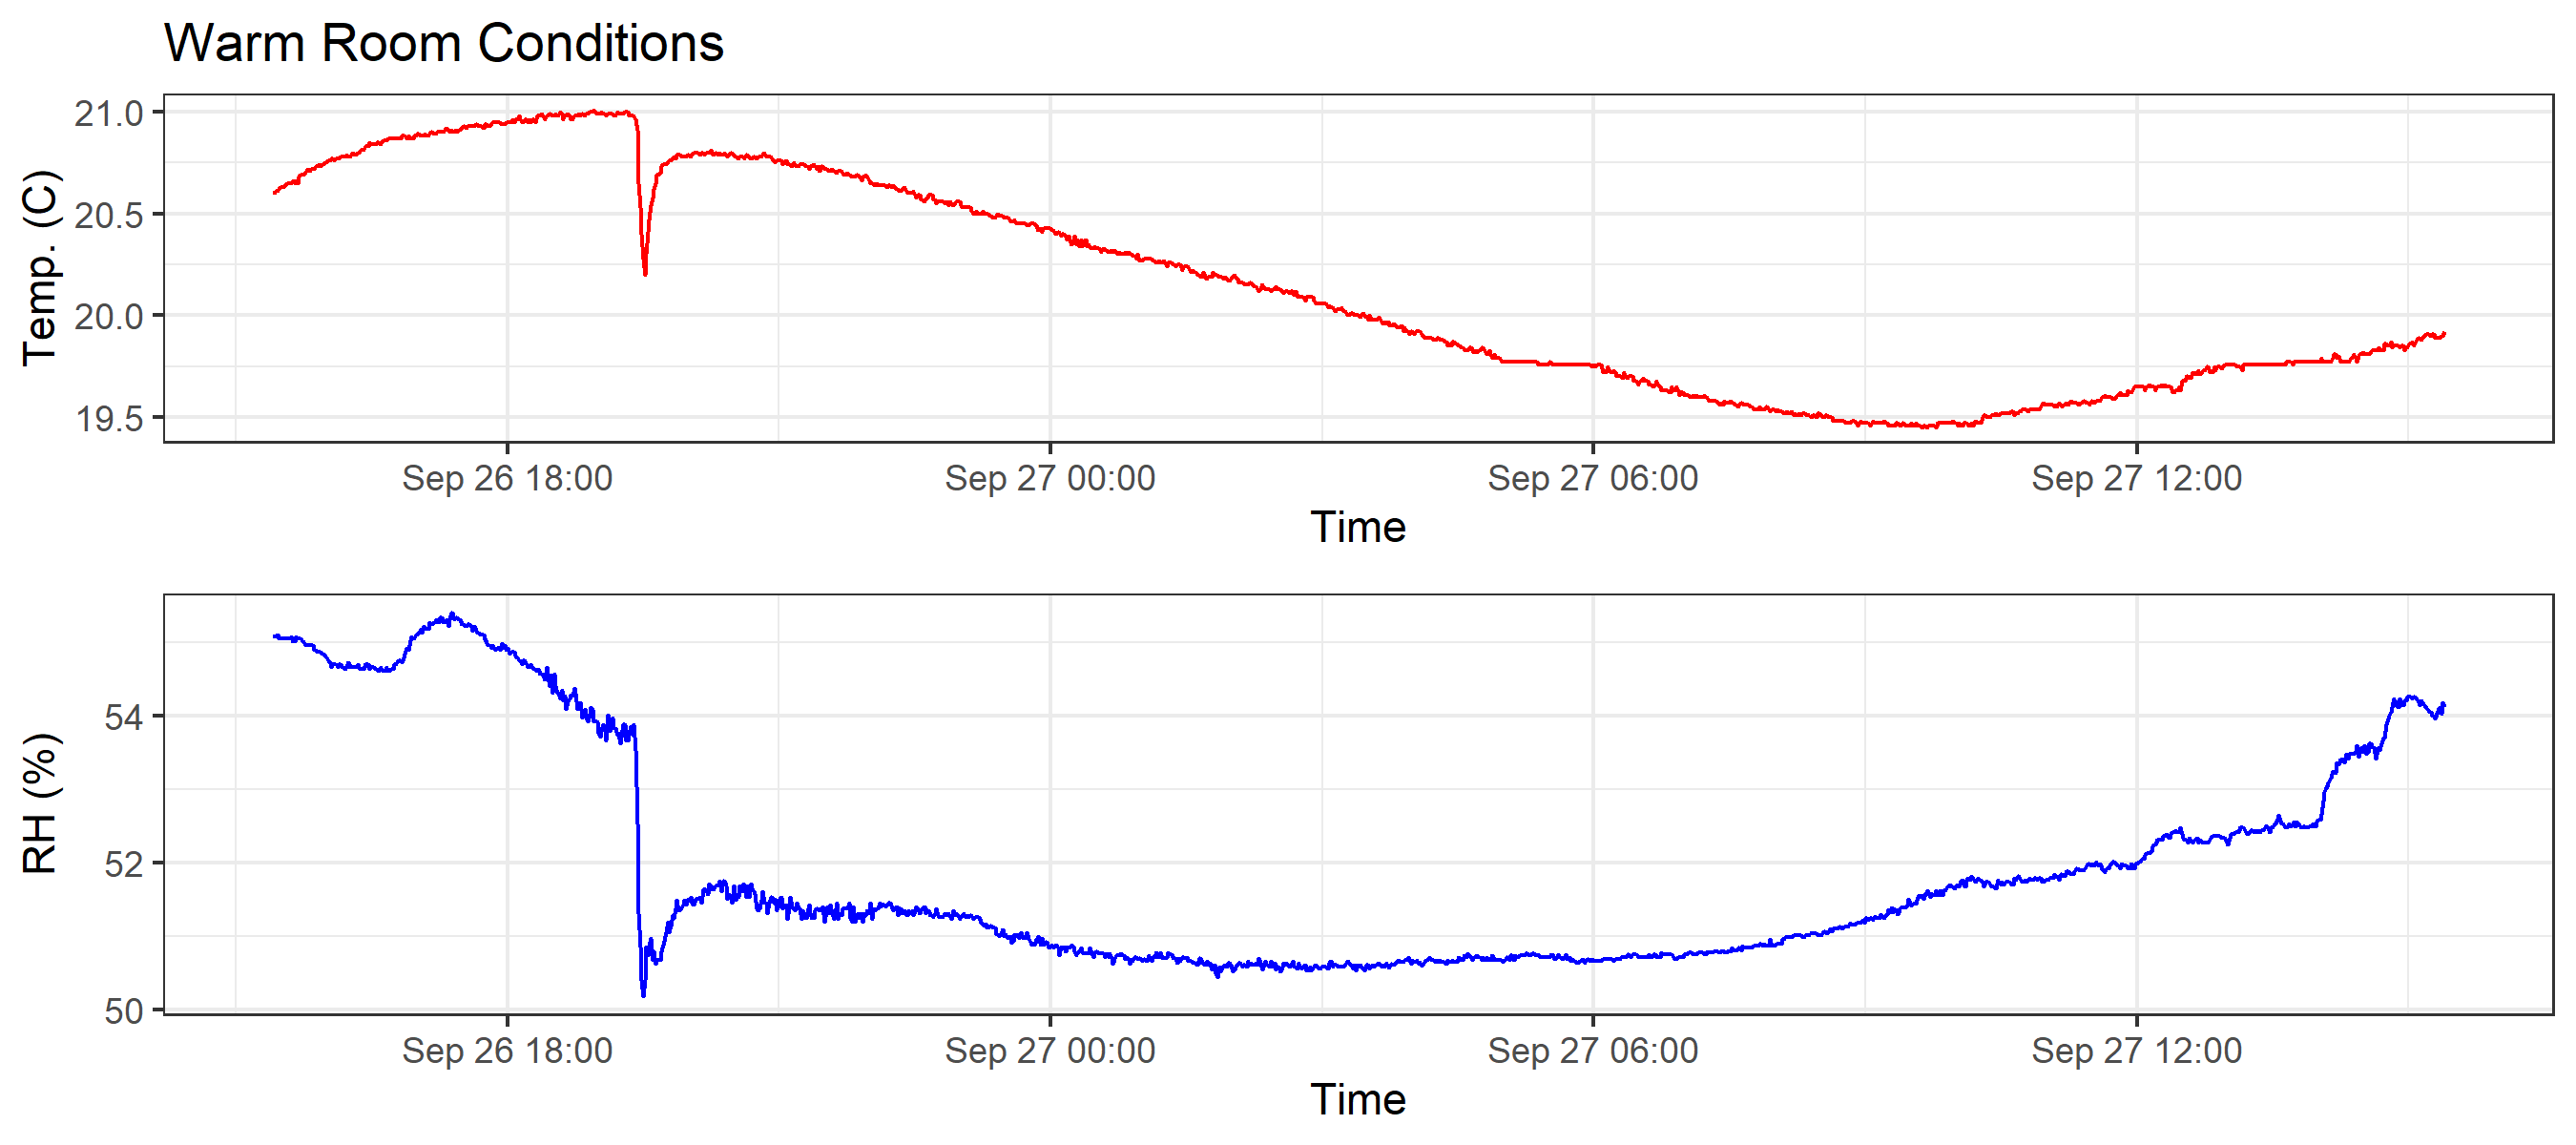 Warm Room Conditions
21.0
20.5
20.0
19.5
Temp. (C)
Sep 26 18:00 Sep 27 00:00 Sep 27 06:00 Sep 27 12:00
Time
54
52
50
RH (%)
Sep 26 18:00 Sep 27 00:00 Sep 27 06:00 Sep 27 12:00
Time